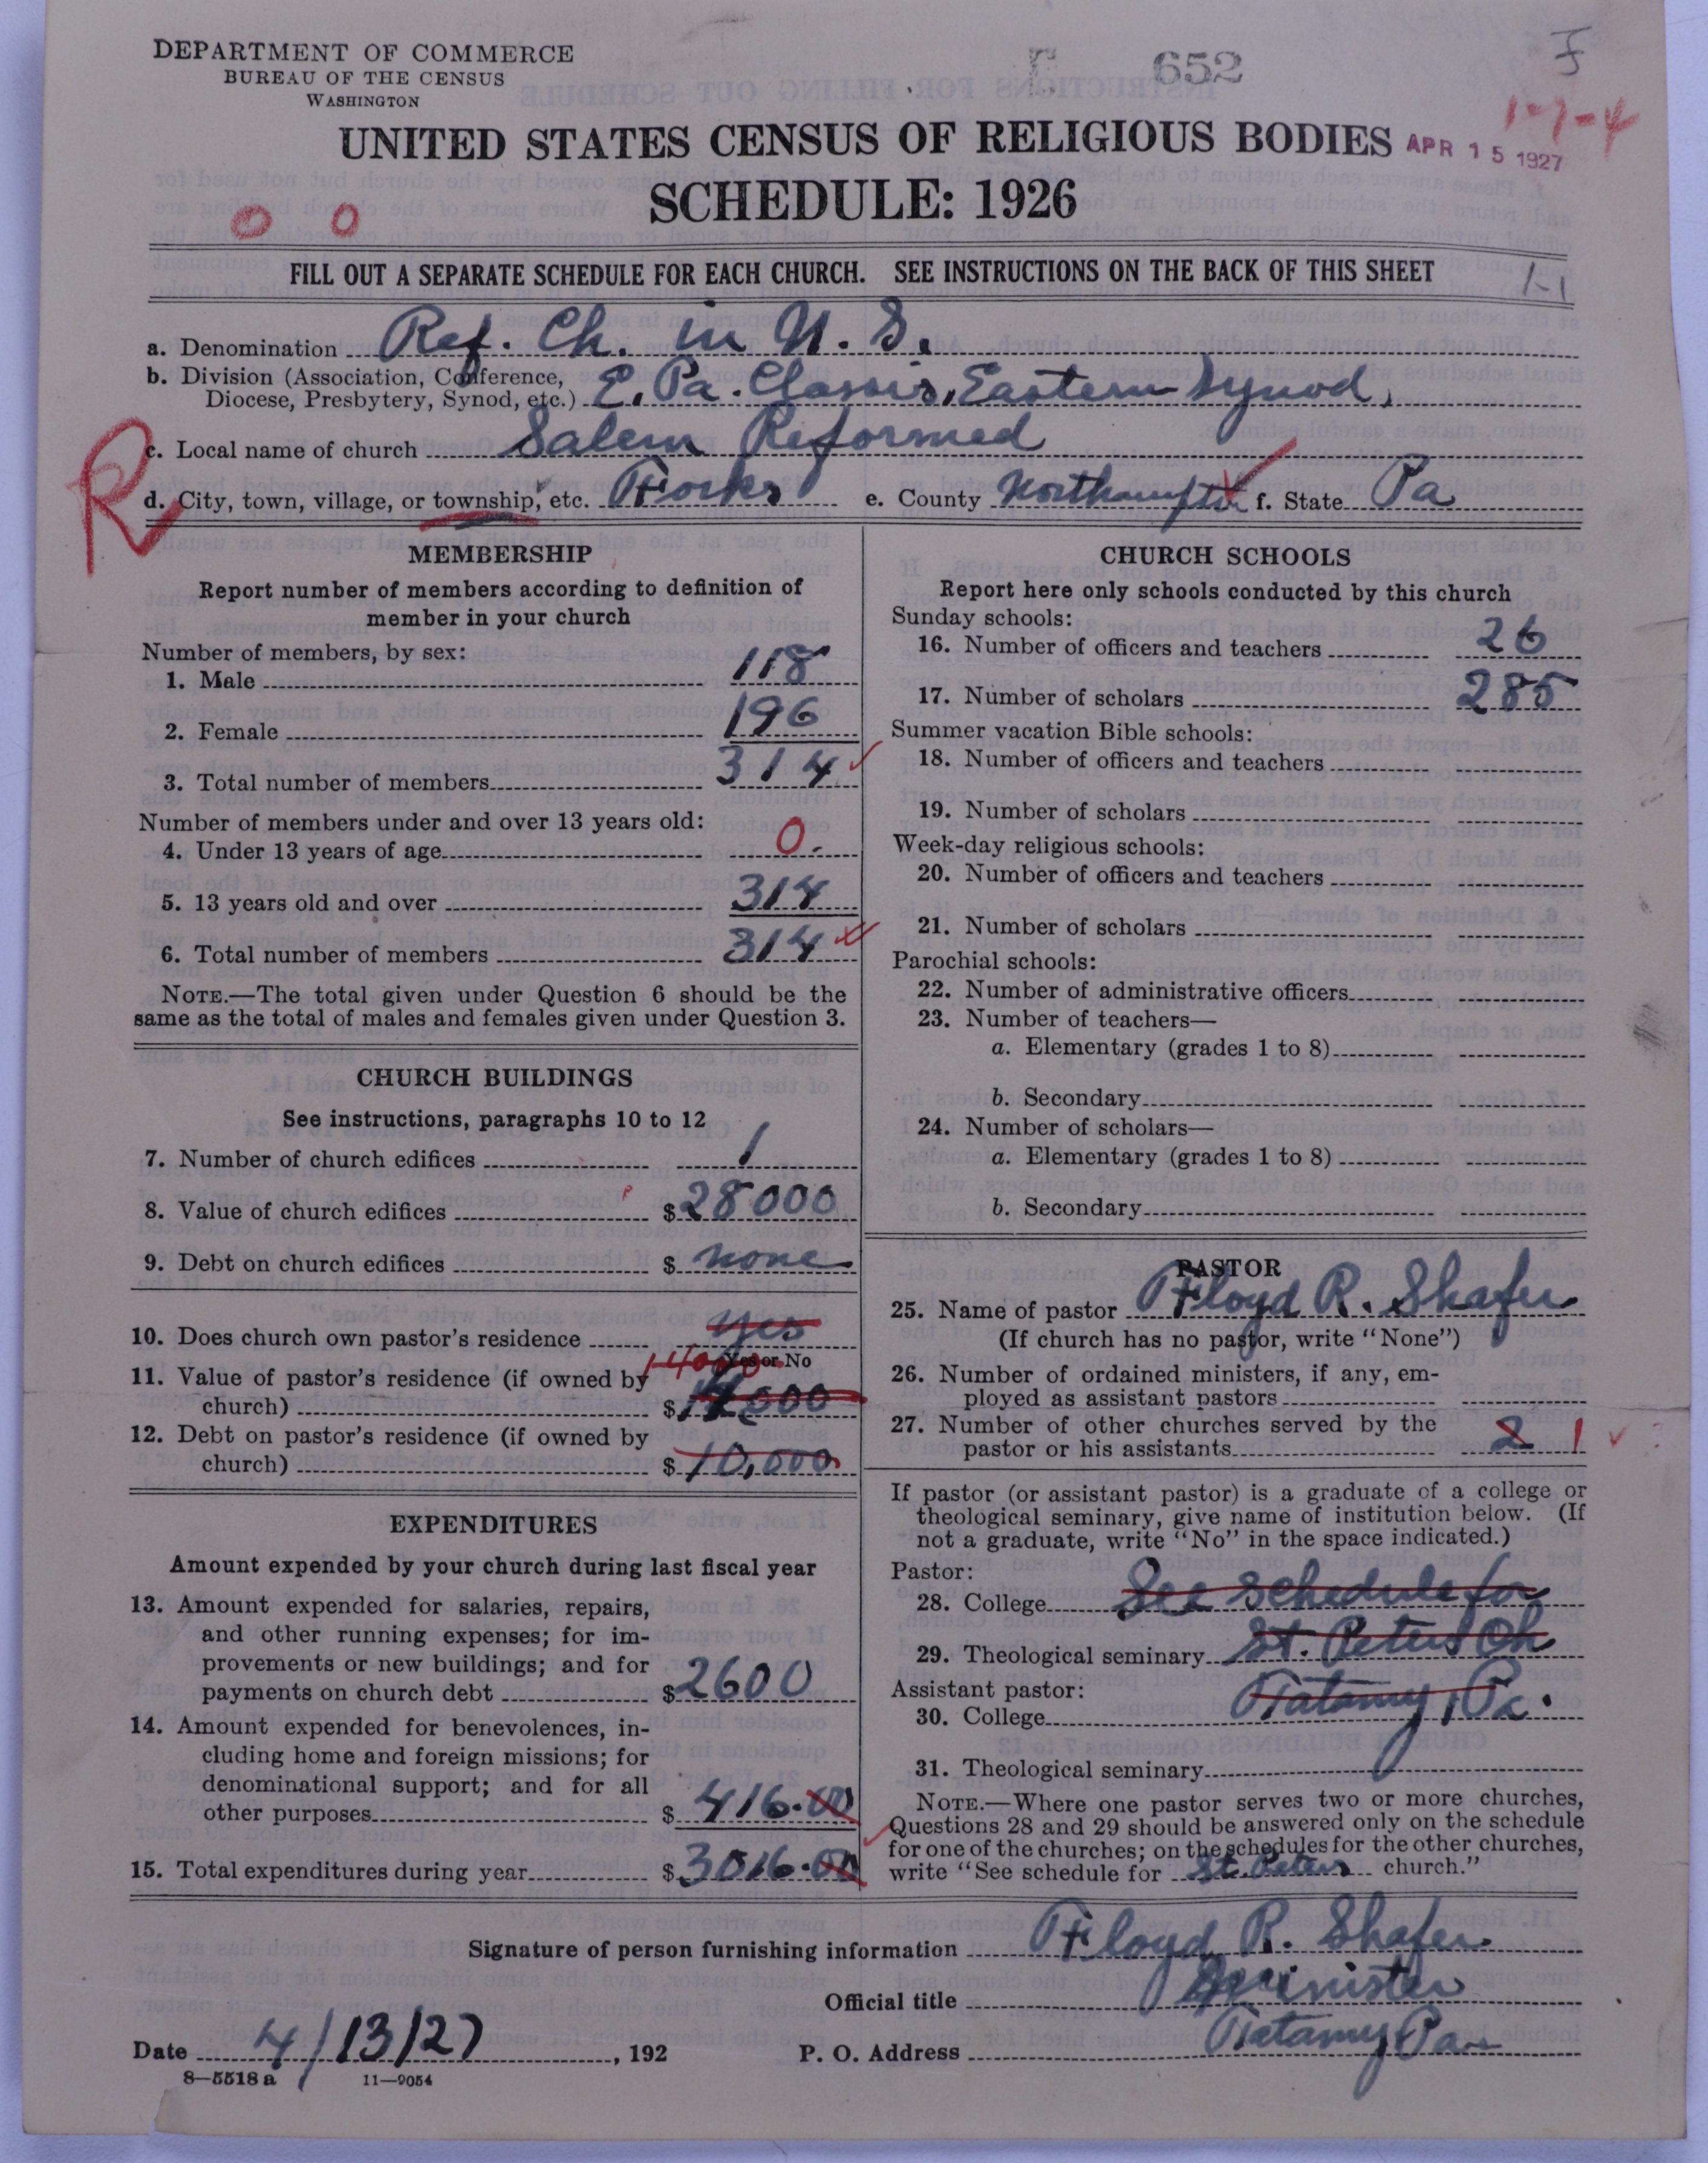 DEPARTMENT OF COMMERCE
BUREAU OF THE CENSUS
WASHINGTON
652
1-7-4
UNITED STATES CENSUS OF RELIGIOUS BODIES
APR 15 1927
SCHEDULE: 1926
0 0
FILL OUT A SEPARATE SCHEDULE FOR EACH CHURCH. SEE INSTRUCTIONS ON THE BACK OF THIS SHEET
1-1
a. Denomination Ref. Ch. in U. S.
b. Division (Association, Conference, Diocese, Presbytery, Synod, etc.) E. Pa. Classis, Eastern Synod,
c. Local name of church Salem Reformed
R
d. City, town, village, or township, etc. Forks e. County Northampton f. State Pa
MEMBERSHIP
Report number of members according to definition of
member in your church
Number of members, by sex:
1. Male 118
2. Female 196
3. Total number of members 314
Number of members under and over 13 years old:
4. Under 13 years of age 0.
5. 13 years old and over 314
6. Total number of members 314
NOTE.—The total given under Question 6 should be the
same as the total of males and females given under Question 3.
CHURCH BUILDINGS
See instructions, paragraphs 10 to 12
7. Number of church edifices 1
8. Value of church edifices $28000
9. Debt on church edifices $ none
10. Does church own pastor's residence yes
Yes or No
11. Value of pastor's residence (if owned by
church) $
12. Debt on pastor's residence (if owned by
church) $10,000
EXPENDITURES
Amount expended by your church during last fiscal year
13. Amount expended for salaries, repairs,
and other running expenses; for im-
provements or new buildings; and for
payments on church debt $2600
14. Amount expended for benevolences, in-
cluding home and foreign missions; for
denominational support; and for all
other purposes $ 416.00
15. Total expenditures during year $3016.00
CHURCH SCHOOLS
Report here only schools conducted by this church
Sunday schools:
16. Number of officers and teachers 26
17. Number of scholars 285
Summer vacation Bible schools:
18. Number of officers and teachers
19. Number of scholars
Week-day religious schools:
20. Number of officers and teachers
21. Number of scholars
Parochial schools:
22. Number of administrative officers
23. Number of teachers—
a. Elementary (grades 1 to 8)
b. Secondary
24. Number of scholars—
a. Elementary (grades 1 to 8)
b. Secondary
PASTOR
25. Name of pastor Floyd R. Shafer
(If church has no pastor, write "None")
26. Number of ordained ministers, if any, em-
ployed as assistant pastors
27. Number of other churches served by the
pastor or his assistants 2 1
If pastor (or assistant pastor) is a graduate of a college or
theological seminary, give name of institution below. (If
not a graduate, write "No" in the space indicated.)
Pastor:
28. College See schedule for
29. Theological seminary St. Peters Ch
Assistant pastor:
30. College Tatamy, Pa.
31. Theological seminary
NOTE.—Where one pastor serves two or more churches,
Questions 28 and 29 should be answered only on the schedule
for one of the churches; on the schedules for the other churches,
write "See schedule for St. Peters church."
Signature of person furnishing information Floyd R. Shafer
Official title Minister
Date 4/13/27, 192 P. O. Address Tatamy Pa
8—5518 a 11—9054